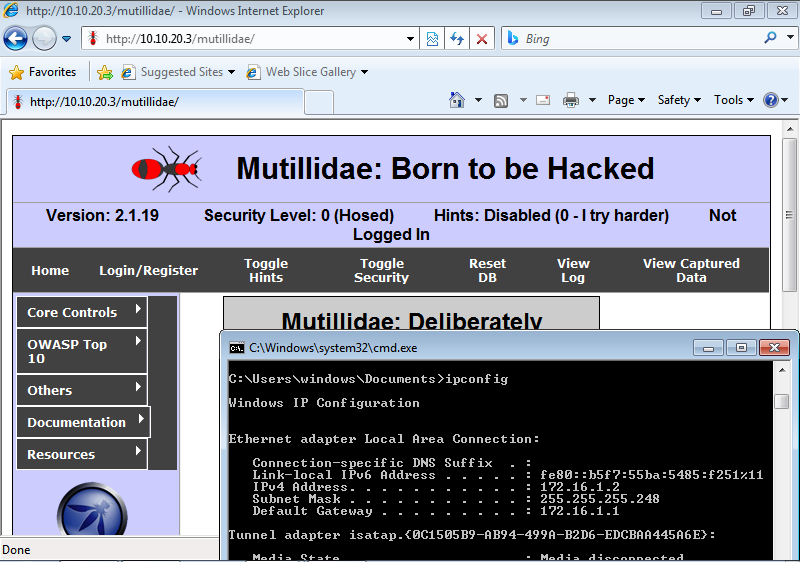 http://10.10.20.3/mutillidae/ - Windows Internet Explorer
http://10.10.20.3/mutillidae/
Bing
Favorites Suggested Sites Web Slice Gallery
http://10.10.20.3/mutillidae/
Page Safety Tools
Mutillidae: Born to be Hacked
Version: 2.1.19 Security Level: 0 (Hosed) Hints: Disabled (0 - I try harder) Not
Logged In
Home Login/Register Toggle Hints Toggle Security Reset DB View Log View Captured Data
Core Controls
OWASP Top
10
Others
Documentation
Resources
Mutillidae: Deliberately
C:\Windows\system32\cmd.exe
C:\Users\windows\Documents>ipconfig
Windows IP Configuration
Ethernet adapter Local Area Connection:
Connection-specific DNS Suffix . :
Link-local IPv6 Address . . . . . : fe80::b5f7:55ba:5485:f251%11
IPv4 Address. . . . . . . . . . . : 172.16.1.2
Subnet Mask . . . . . . . . . . . : 255.255.255.248
Default Gateway . . . . . . . . . : 172.16.1.1
Tunnel adapter isatap.{0C1505B9-AB94-499A-B2D6-EDCBAA445A6E}:
Media State . . . . . . . . . . . : Media disconnected
Done